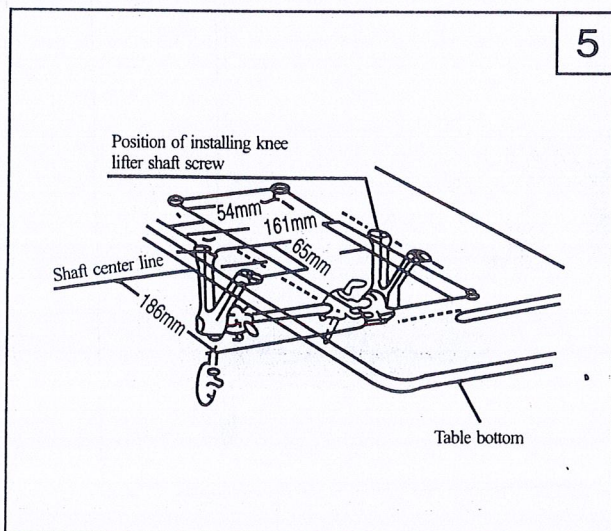 5
Position of installing knee
lifter shaft screw
54mm
161mm
65mm
Shaft center line
186mm
Table bottom